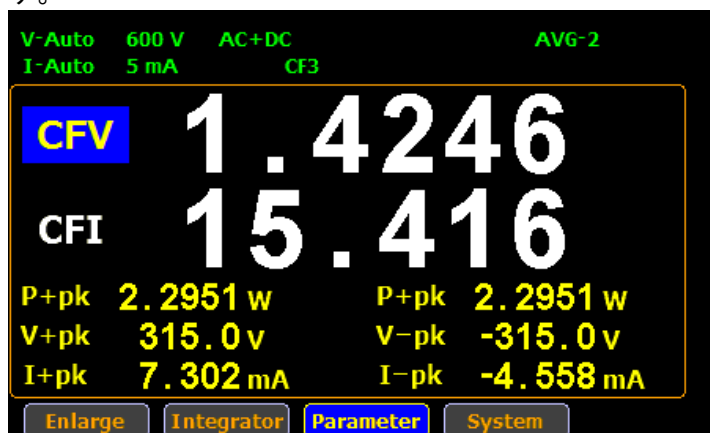 す。
V-Auto 600 V AC+DC AVG-2
I-Auto 5 mA CF3
CFV 1.4246
CFI 15.416
P+pk 2.2951 W P+pk 2.2951 W
V+pk 315.0 V V-pk -315.0 V
I+pk 7.302 mA I-pk -4.558 mA
Enlarge Integrator Parameter System